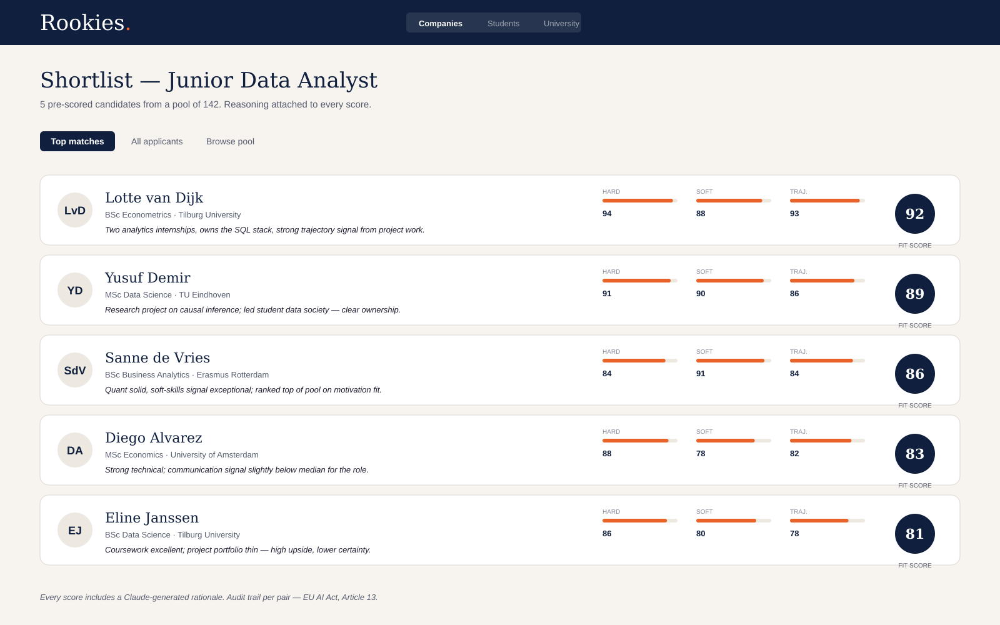 Rookies.
Companies Students University
Shortlist — Junior Data Analyst
5 pre-scored candidates from a pool of 142. Reasoning attached to every score.
Top matches All applicants Browse pool
LvD
Lotte van Dijk
BSc Econometrics · Tilburg University
Two analytics internships, owns the SQL stack, strong trajectory signal from project work.
HARD SOFT TRAJ.
94 88 93
92
FIT SCORE
YD
Yusuf Demir
MSc Data Science · TU Eindhoven
Research project on causal inference; led student data society — clear ownership.
HARD SOFT TRAJ.
91 90 86
89
FIT SCORE
SdV
Sanne de Vries
BSc Business Analytics · Erasmus Rotterdam
Quant solid, soft-skills signal exceptional; ranked top of pool on motivation fit.
HARD SOFT TRAJ.
84 91 84
86
FIT SCORE
DA
Diego Alvarez
MSc Economics · University of Amsterdam
Strong technical; communication signal slightly below median for the role.
HARD SOFT TRAJ.
88 78 82
83
FIT SCORE
EJ
Eline Janssen
BSc Data Science · Tilburg University
Coursework excellent; project portfolio thin — high upside, lower certainty.
HARD SOFT TRAJ.
86 80 78
81
FIT SCORE
Every score includes a Claude-generated rationale. Audit trail per pair — EU AI Act, Article 13.